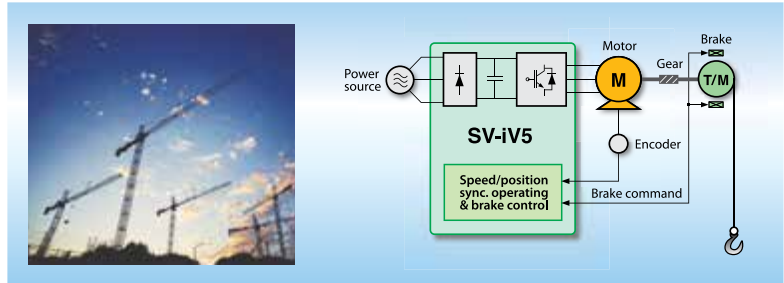 Power
source
SV-iV5
Speed/position
sync. operating
& brake control
Motor
M
Encoder
Gear
Brake
T/M
Brake command